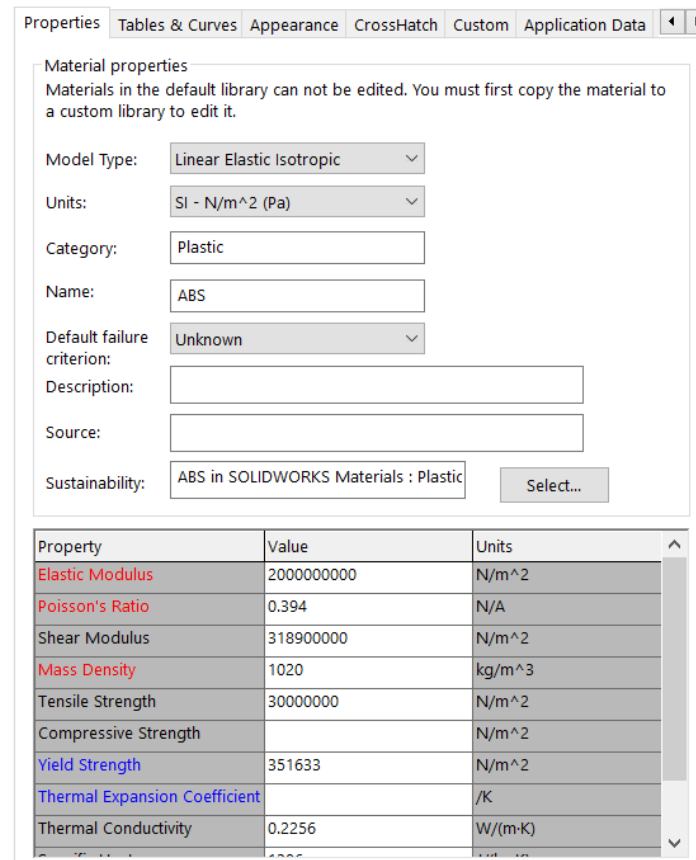 Properties Tables & Curves Appearance CrossHatch Custom Application Data
Material properties
Materials in the default library can not be edited. You must first copy the material to
a custom library to edit it.
Model Type: Linear Elastic Isotropic
Units: SI - N/m^2 (Pa)
Category: Plastic
Name: ABS
Default failure criterion: Unknown
Description:
Source:
Sustainability: ABS in SOLIDWORKS Materials : Plastic Select...
Property Value Units
Elastic Modulus 2000000000 N/m^2
Poisson's Ratio 0.394 N/A
Shear Modulus 318900000 N/m^2
Mass Density 1020 kg/m^3
Tensile Strength 30000000 N/m^2
Compressive Strength N/m^2
Yield Strength 351633 N/m^2
Thermal Expansion Coefficient /K
Thermal Conductivity 0.2256 W/(m·K)